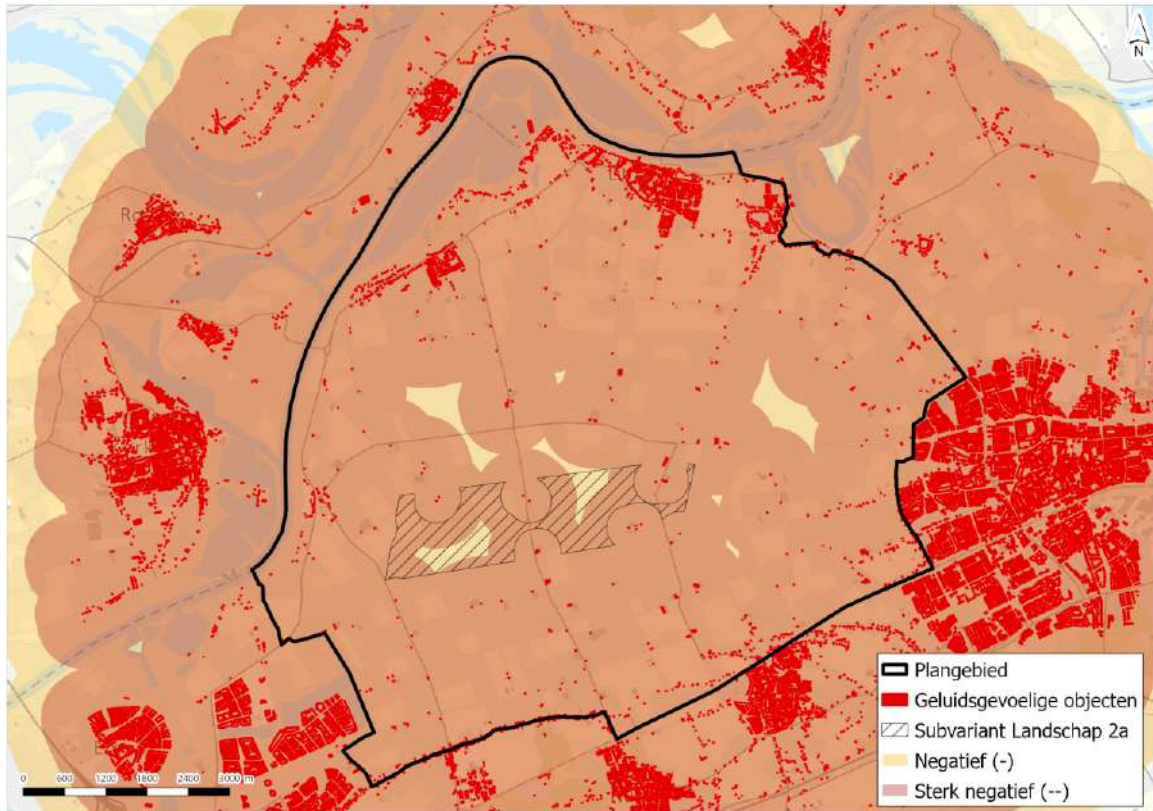 N
Plangebied
Geluidsgevoelige objecten
Subvariant Landschap 2a
Negatief (-)
Sterk negatief (--)
0 600 1200 1800 2400 3000 m